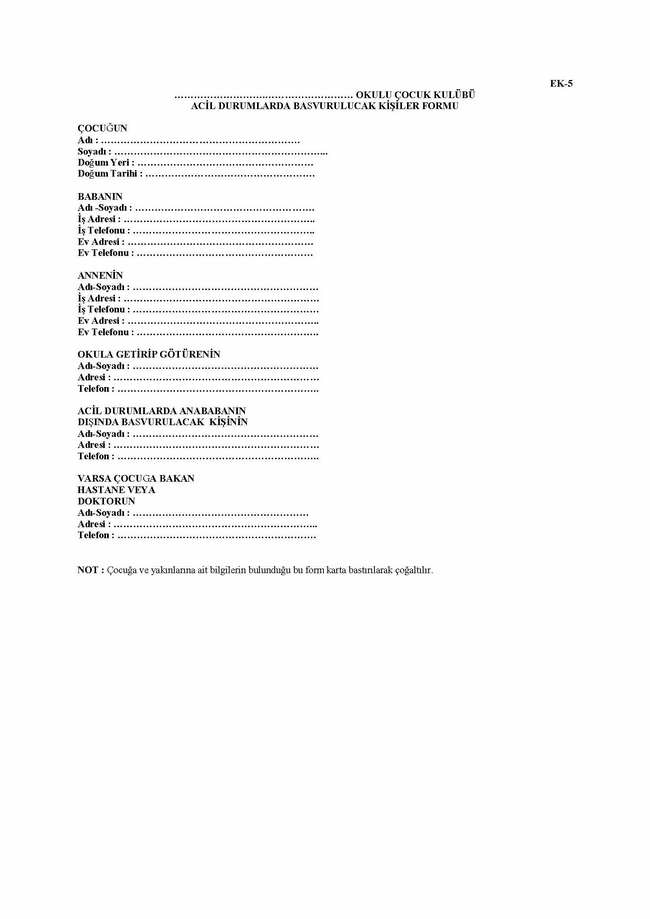 EK-5
……………………………………………… OKULU ÇOCUK KULÜBÜ
ACİL DURUMLARDA BASVURULUCAK KİŞİLER FORMU
ÇOCUĞUN
Adı : ……………………………………………………
Soyadı : ……………………………………………………...
Doğum Yeri : ………………………………………………
Doğum Tarihi : ……………………………………………
BABANIN
Adı -Soyadı : ………………………………………………
İş Adresi : …………………………………………………..
İş Telefonu : ………………………………………………..
Ev Adresi : …………………………………………………
Ev Telefonu : ………………………………………………
ANNENİN
Adı-Soyadı : …………………………………………………
İş Adresi : ……………………………………………………
İş Telefonu : …………………………………………………
Ev Adresi : …………………………………………………..
Ev Telefonu : ……………………………………………….
OKULA GETİRİP GÖTÜRENİN
Adı-Soyadı : …………………………………………………
Adresi : ………………………………………………………
Telefon : …………………………………………………….
ACİL DURUMLARDA ANABABANIN
DIŞINDA BASVURULACAK KİŞİNİN
Adı-Soyadı : …………………………………………………
Adresi : ………………………………………………………
Telefon : …………………………………………………….
VARSA ÇOCUGA BAKAN
HASTANE VEYA
DOKTORUN
Adı-Soyadı : ………………………………………………
Adresi : ……………………………………………………...
Telefon : ……………………………………………………
NOT : Çocuğa ve yakınlarına ait bilgilerin bulunduğu bu form karta bastırılarak çoğaltılır.